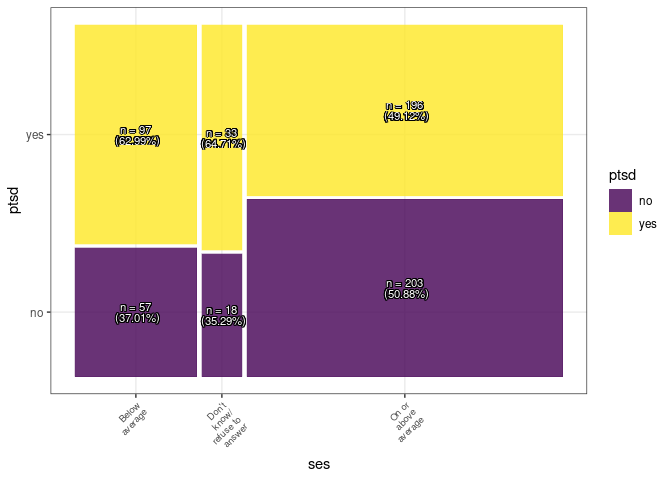 n = 97
(62.99%)
n = 33
(64.71%)
n = 196
(49.12%)
yes
ptsd
n = 57
(37.01%)
n = 18
(35.29%)
n = 203
(50.88%)
no
ptsd
no
yes
Below
average
Don't
know/
refuse to
answer
On or
above
average
ses